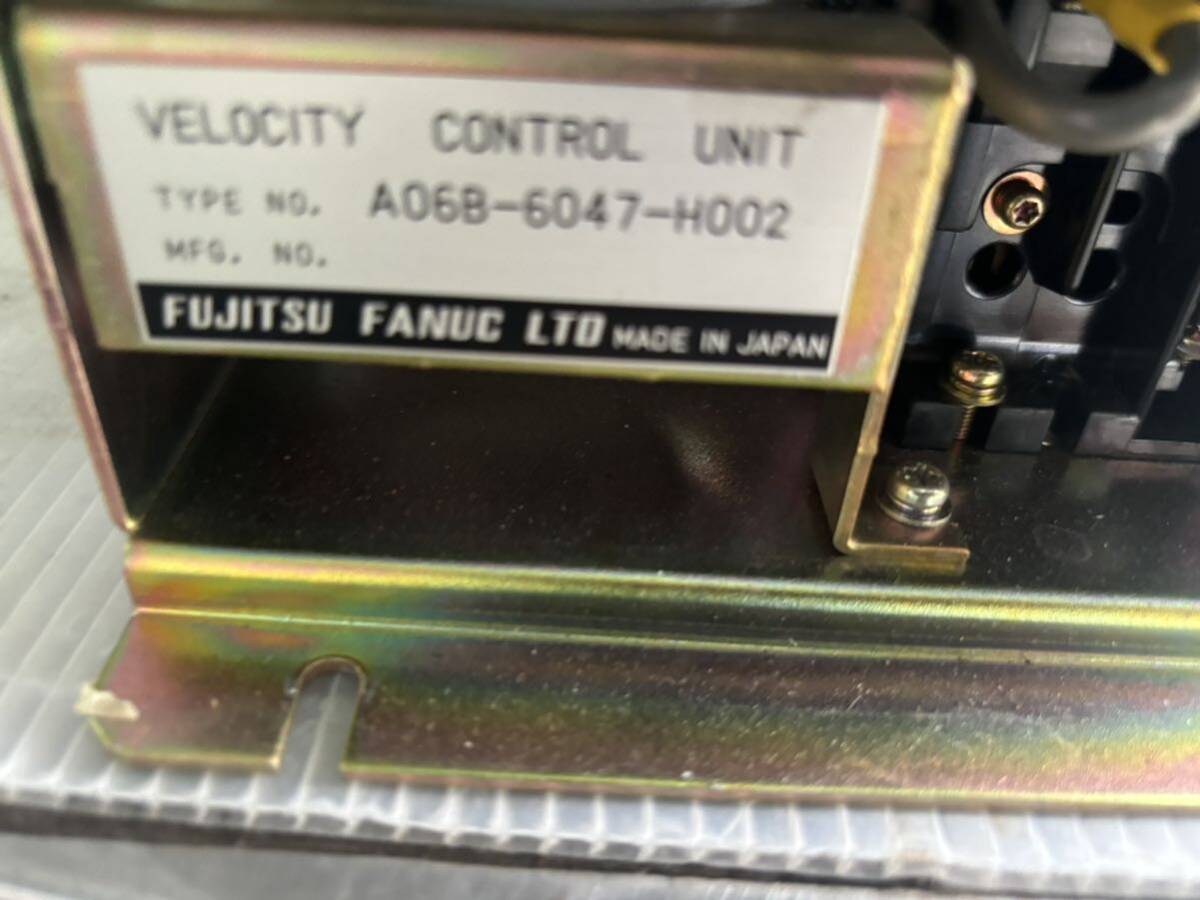 VELOCITY CONTROL UNIT
TYPE NO. A06B-6047-H002
MFG. NO.
FUJITSU FANUC LTD MADE IN JAPAN